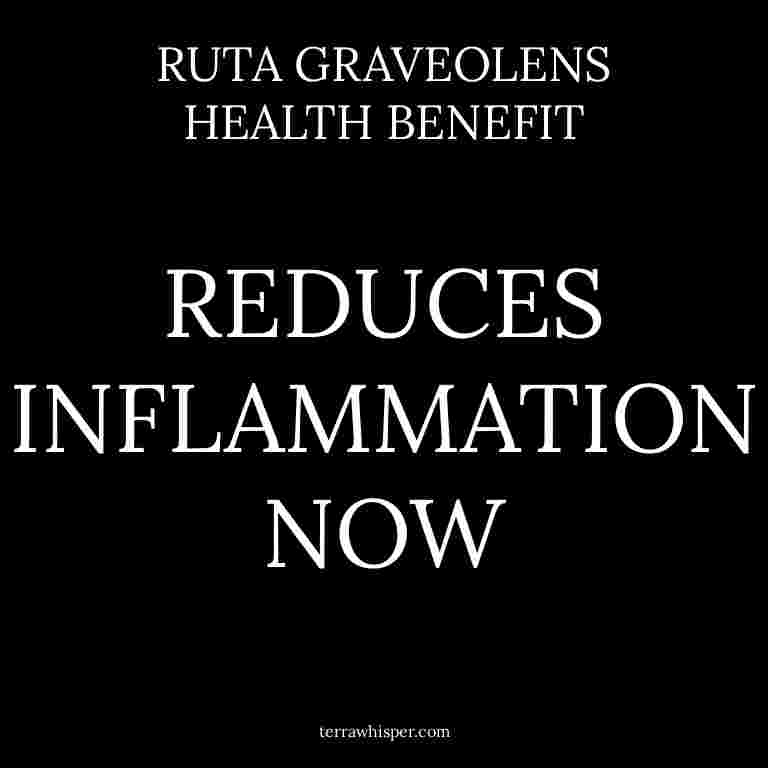 RUTA GRAVEOLENS
HEALTH BENEFIT
REDUCES
INFLAMMATION
NOW
terrawhisper.com